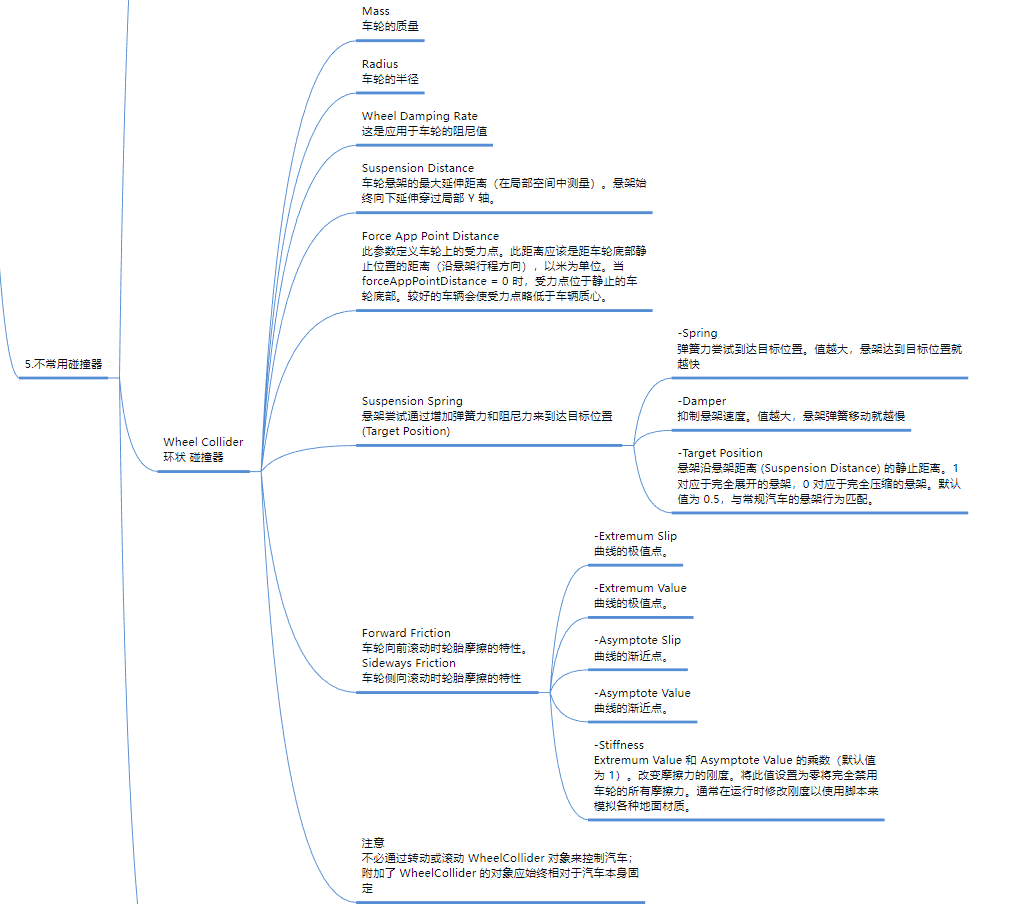 Mass
车轮的质量
Radius
车轮的半径
Wheel Damping Rate
这是应用于车轮的阻尼值
Suspension Distance
车轮悬架的最大延伸距离（在局部空间中测量）。悬架始
终向下延伸穿过局部 Y 轴。
Force App Point Distance
此参数定义车轮上的受力点。此距离应该是距车轮底部静
止位置的距离（沿悬架行程方向），以米为单位。当
forceAppPointDistance = 0 时，受力点位于静止的车
轮底部。较好的车辆会使受力点略低于车辆质心。
-Spring
弹簧力尝试到达目标位置。值越大，悬架达到目标位置就
越快
5.不常用碰撞器
Suspension Spring
悬架尝试通过增加弹簧力和阻尼力来到达目标位置
(Target Position)
-Damper
抑制悬架速度。值越大，悬架弹簧移动就越慢
Wheel Collider
环状 碰撞器
-Target Position
悬架沿悬架距离 (Suspension Distance) 的静止距离。1
对应于完全展开的悬架，0 对应于完全压缩的悬架。默认
值为 0.5，与常规汽车的悬架行为匹配。
-Extremum Slip
曲线的极值点。
-Extremum Value
曲线的极值点。
Forward Friction
车轮向前滚动时轮胎摩擦的特性。
Sideways Friction
车轮侧向滚动时轮胎摩擦的特性
-Asymptote Slip
曲线的渐近点。
-Asymptote Value
曲线的渐近点。
-Stiffness
Extremum Value 和 Asymptote Value 的乘数（默认值
为 1）。改变摩擦力的刚度。将此值设置为零将完全禁用
车轮的所有摩擦力。通常在运行时修改刚度以使用脚本来
模拟各种地面材质。
注意
不必通过转动或滚动 WheelCollider 对象来控制汽车；
附加了 WheelCollider 的对象应始终相对于汽车本身固
定